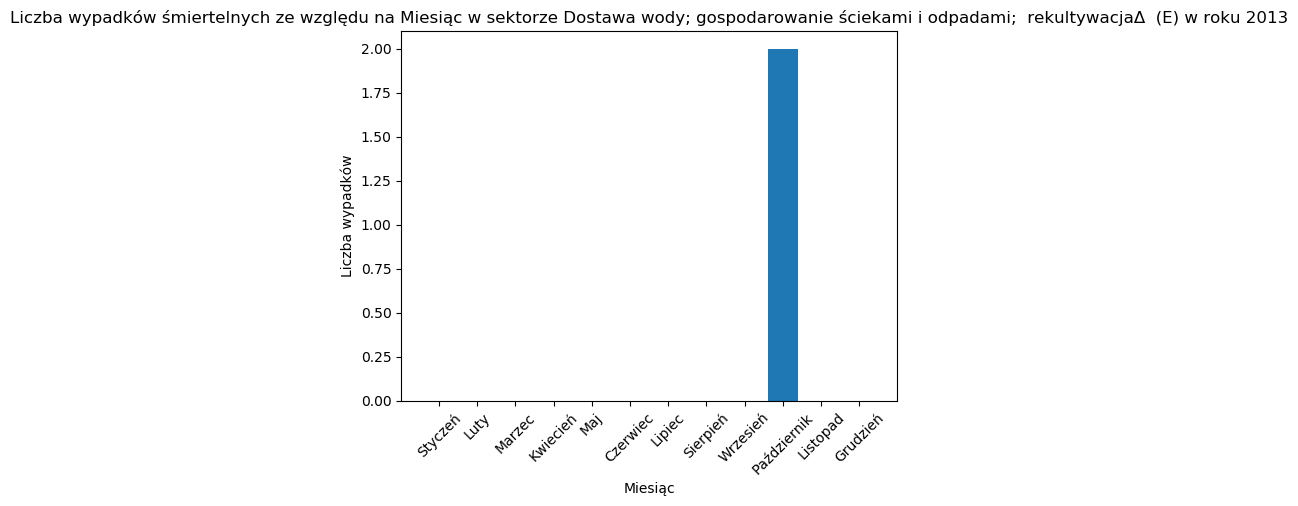 Liczba wypadków śmiertelnych ze względu na Miesiąc w sektorze Dostawa wody; gospodarowanie ściekami i odpadami;  rekultywacjaΔ  (E) w roku 2013
2.00
1.75
1.50
1.25
1.00
0.75
0.50
0.25
0.00
Liczba wypadków
Styczeń
Luty
Marzec
Kwiecień
Maj
Czerwiec
Lipiec
Sierpień
Wrzesień
Październik
Listopad
Grudzień
Miesiąc